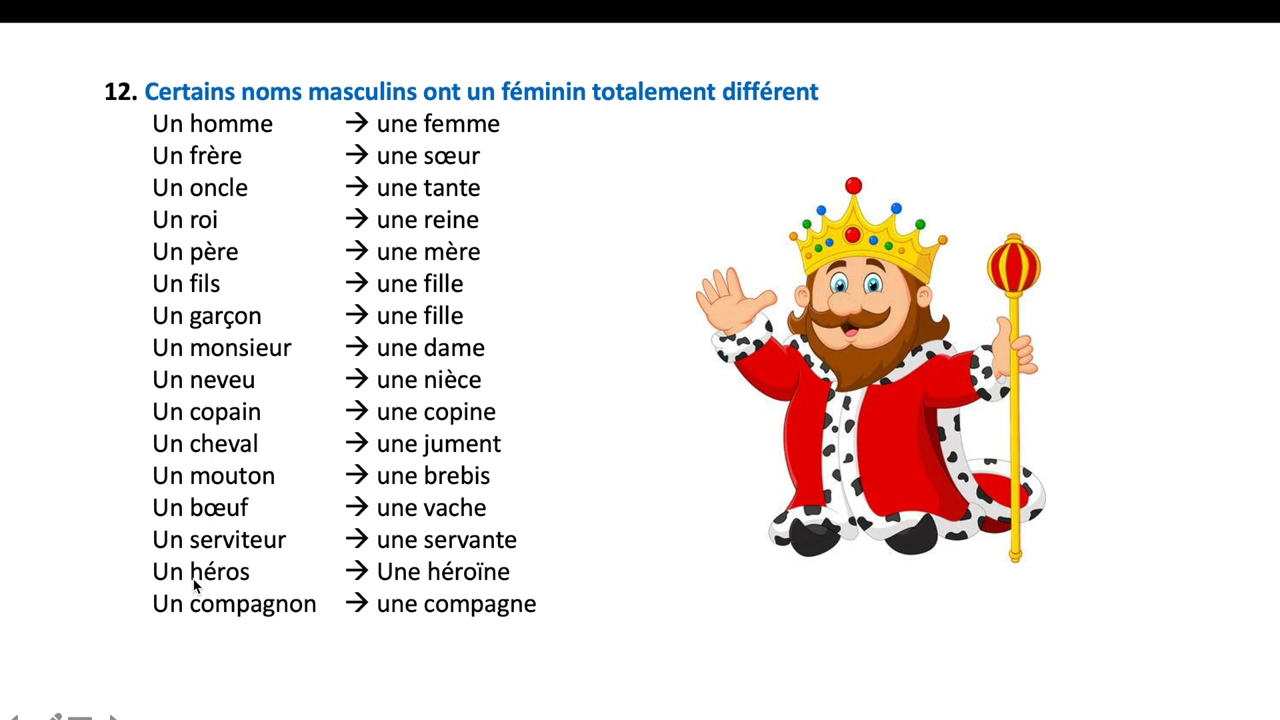 12. Certains noms masculins ont un féminin totalement différent
Un homme → une femme
Un frère → une sœur
Un oncle → une tante
Un roi → une reine
Un père → une mère
Un fils → une fille
Un garçon → une fille
Un monsieur → une dame
Un neveu → une nièce
Un copain → une copine
Un cheval → une jument
Un mouton → une brebis
Un bœuf → une vache
Un serviteur → une servante
Un héros → Une héroïne
Un compagnon → une compagne